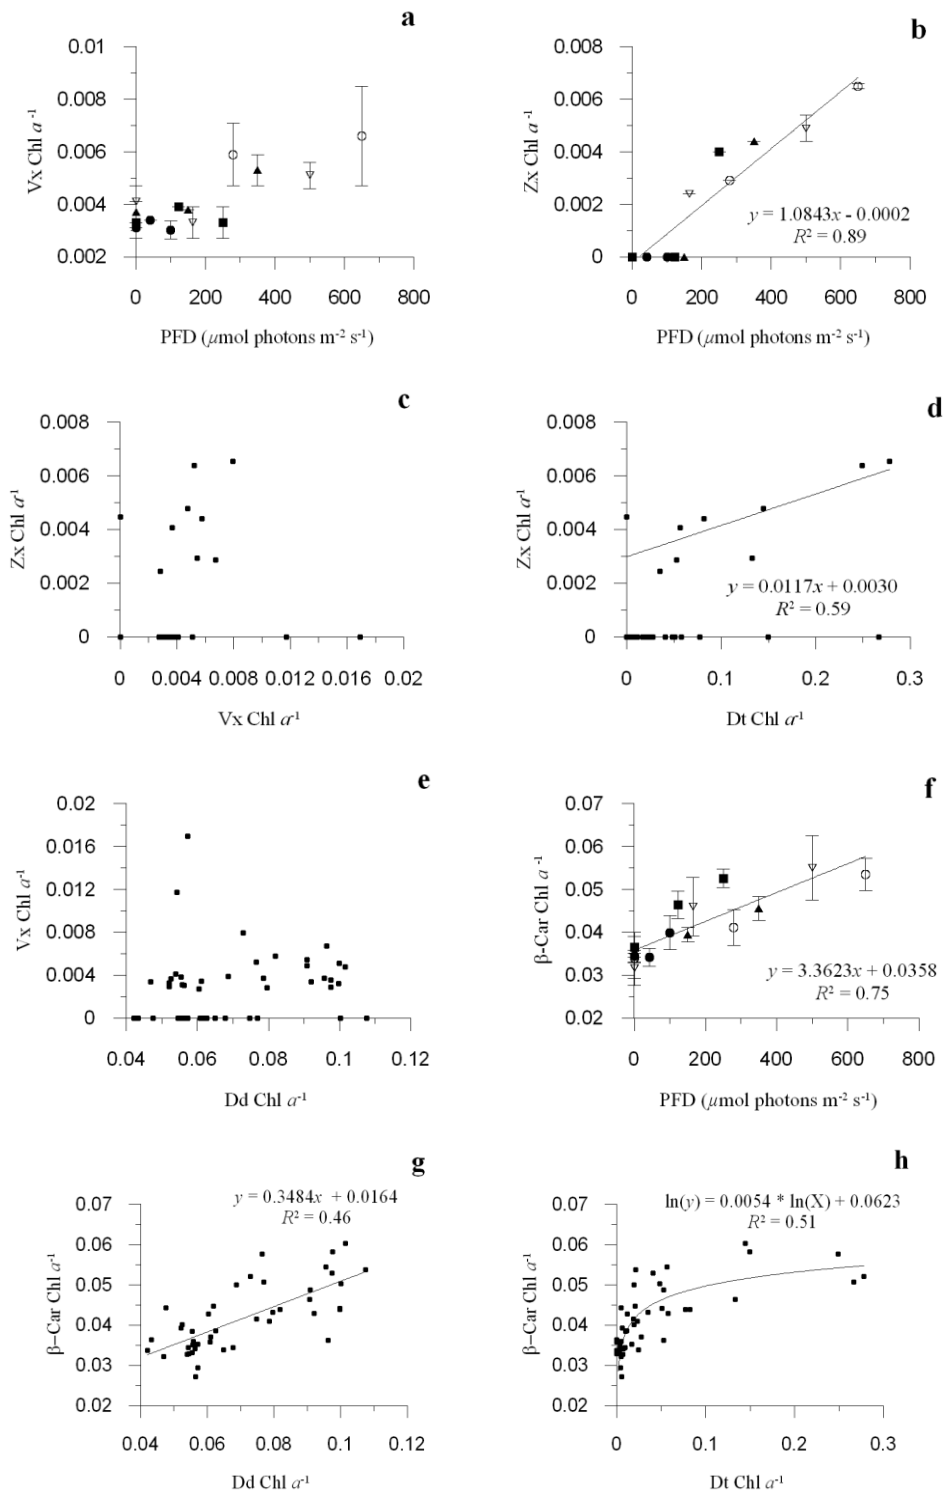 a
0.01
0.008
0.006
0.004
0.002
Vx Chl a⁻¹
0 200 400 600 800
PFD (µmol photons m⁻² s⁻¹)
b
0.008
0.006
0.004
0.002
0
Zx Chl a⁻¹
y = 1.0843x - 0.0002
R² = 0.89
0 200 400 600 800
PFD (µmol photons m⁻² s⁻¹)
c
0.008
0.006
0.004
0.002
0
Zx Chl a⁻¹
0 0.004 0.008 0.012 0.016 0.02
Vx Chl a⁻¹
d
0.008
0.006
0.004
0.002
0
Zx Chl a⁻¹
y = 0.0117x + 0.0030
R² = 0.59
0 0.1 0.2 0.3
Dt Chl a⁻¹
e
0.02
0.016
0.012
0.008
0.004
0
Vx Chl a⁻¹
0.04 0.06 0.08 0.1 0.12
Dd Chl a⁻¹
f
0.07
0.06
0.05
0.04
0.03
0.02
β-Car Chl a⁻¹
y = 3.3623x + 0.0358
R² = 0.75
0 200 400 600 800
PFD (µmol photons m⁻² s⁻¹)
g
y = 0.3484x + 0.0164
R² = 0.46
0.07
0.06
0.05
0.04
0.03
0.02
β–Car Chl a⁻¹
0.04 0.06 0.08 0.1 0.12
Dd Chl a⁻¹
h
ln(y) = 0.0054 * ln(X) + 0.0623
R² = 0.51
0.07
0.06
0.05
0.04
0.03
0.02
β–Car Chl a⁻¹
0 0.1 0.2 0.3
Dt Chl a⁻¹